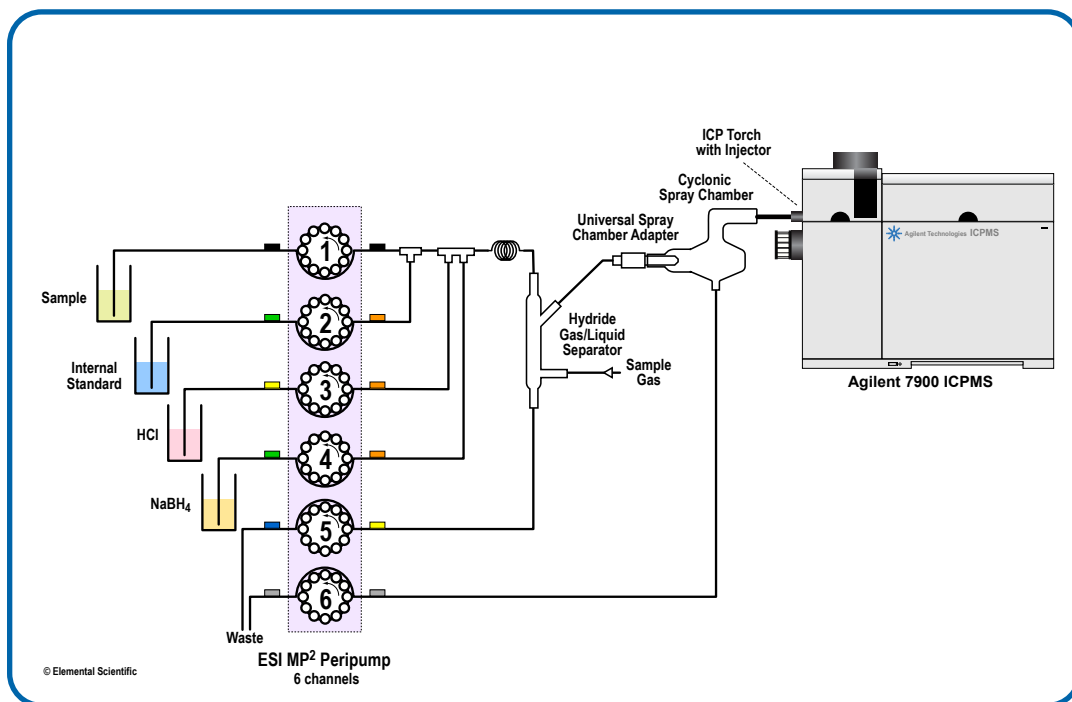 ICP Torch
with Injector
Cyclonic
Spray Chamber
Universal Spray
Chamber Adapter
Agilent Technologies ICPMS
1
Sample
2
Hydride
Gas/Liquid
Separator
Internal
Standard
Sample
Gas
3
Agilent 7900 ICPMS
HCl
4
NaBH4
5
6
Waste
ESI MP2 Peripump
6 channels
© Elemental Scientific